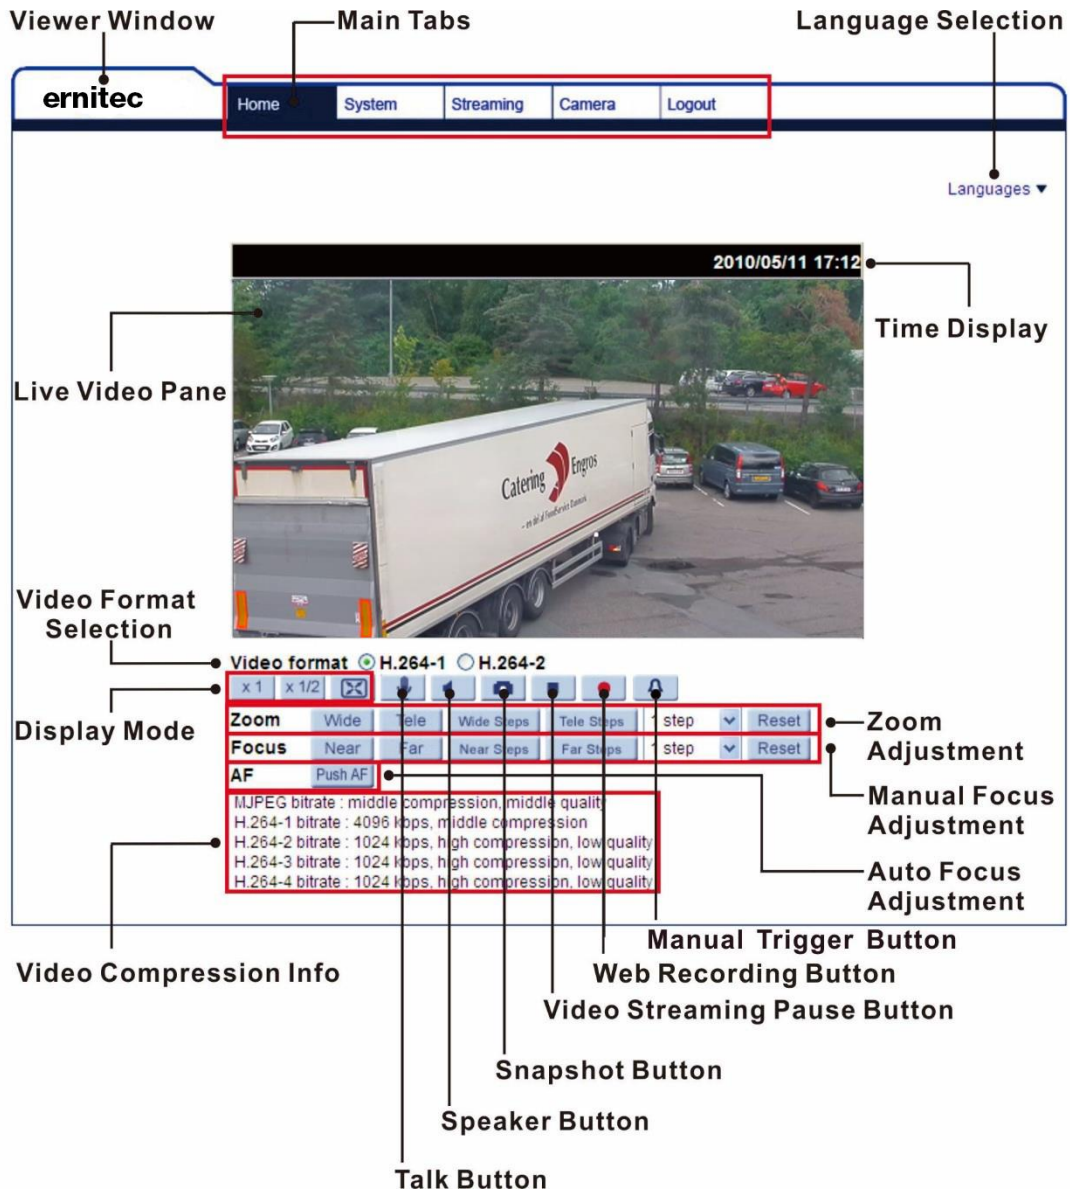 Viewer Window
Main Tabs
Language Selection
ernitec
Home
System
Streaming
Camera
Logout
Languages
2010/05/11 17:12
Time Display
Live Video Pane
Catering
Engros
Video Format
Selection
Video format H.264-1 H.264-2
x 1
x 1/2
Display Mode
Zoom Wide Tele Wide Steps Tele Steps 1 step Reset
Zoom
Adjustment
Focus Near Far Near Steps Far Steps 1 step Reset
AF Push AF
Manual Focus
Adjustment
MJPEG bitrate : middle compression, middle quality
H.264-1 bitrate : 4096 kbps, middle compression
H.264-2 bitrate : 1024 kbps, high compression, low quality
H.264-3 bitrate : 1024 kbps, high compression, low quality
H.264-4 bitrate : 1024 kbps, high compression, low quality
Auto Focus
Adjustment
Manual Trigger Button
Video Compression Info
Web Recording Button
Video Streaming Pause Button
Snapshot Button
Speaker Button
Talk Button